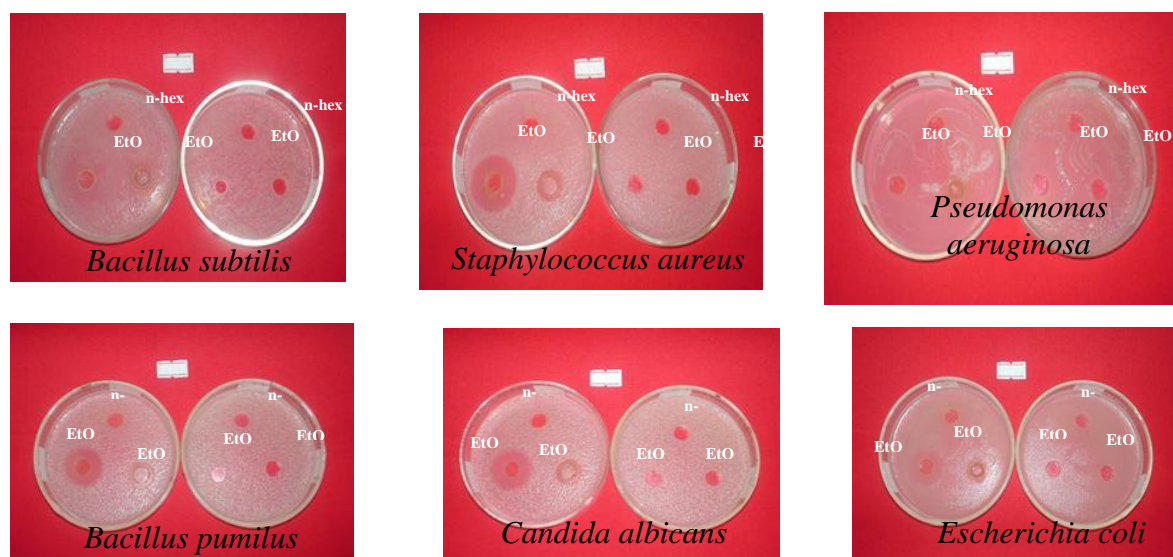 n-hex n-hex
EtO EtO EtO
Bacillus subtilis
n-hex n-hex
EtO EtO E
Staphylococcus aureus
n-hex n-hex
EtO EtO EtO EtO
Pseudomonas
aeruginosa
n- n-
EtO EtO EtO EtO
Bacillus pumilus
n- n-
EtO EtO EtO EtO
Candida albicans
n- n-
EtO EtO EtO EtO
Escherichia coli